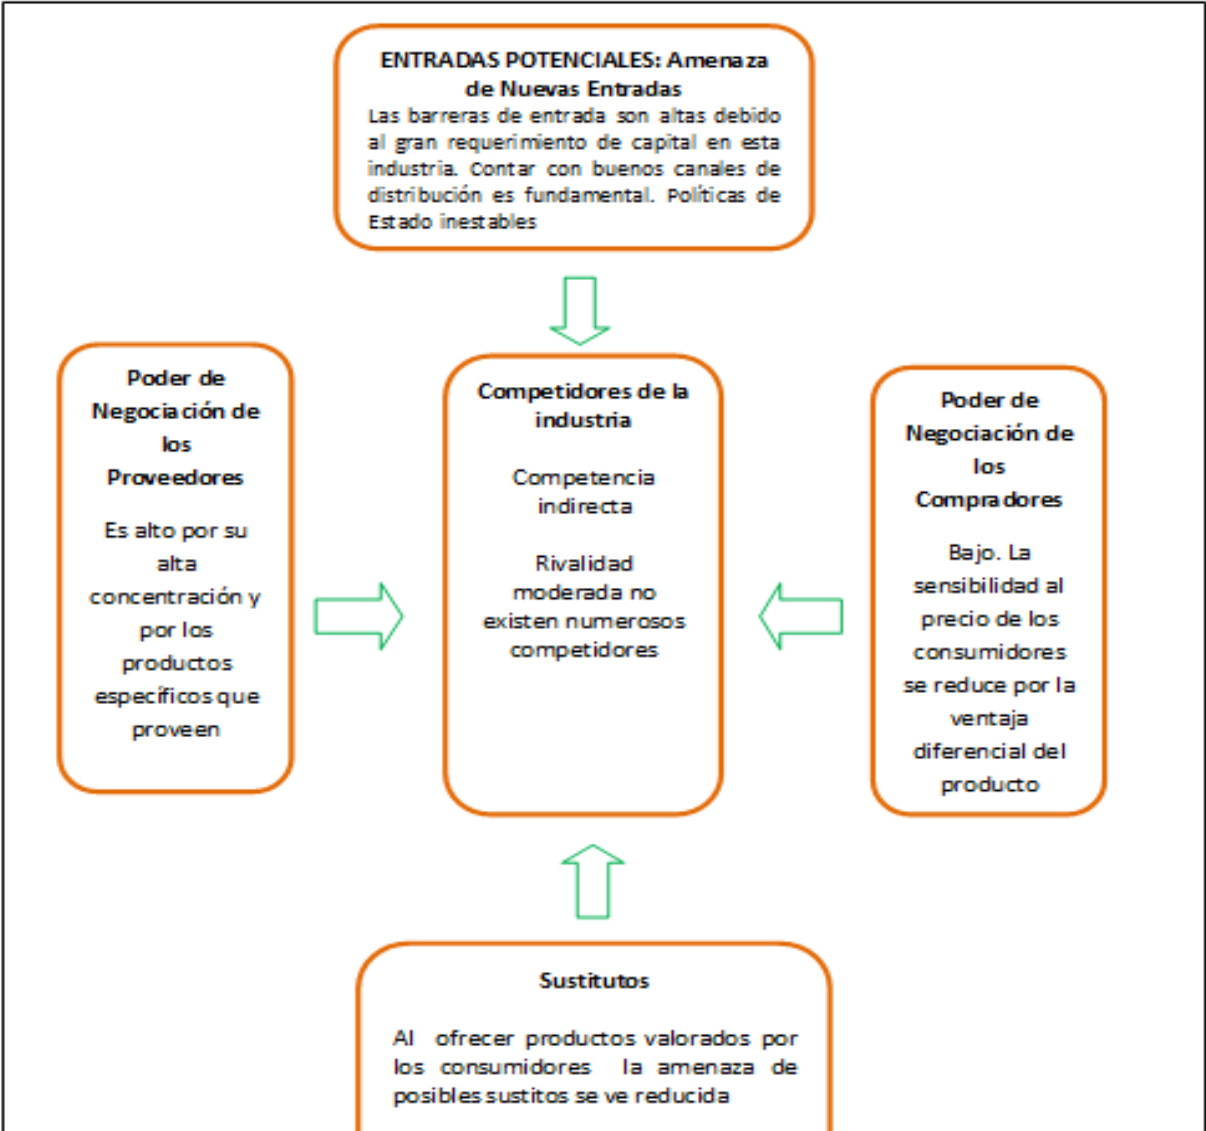 ENTRADAS POTENCIALES: Amenaza
de Nuevas Entradas
Las barreras de entrada son altas debido
al gran requerimiento de capital en esta
industria. Contar con buenos canales de
distribución es fundamental. Políticas de
Estado inestables
Poder de
Negociación de
los
Proveedores
Es alto por su
alta
concentración y
por los
productos
específicos que
proveen
Competidores de la
industria
Competencia
indirecta
Rivalidad
moderada no
existen numerosos
competidores
Poder de
Negociación de
los
Compradores
Bajo. La
sensibilidad al
precio de los
consumidores
se reduce por la
ventaja
diferencial del
producto
Sustitutos
Al ofrecer productos valorados por
los consumidores la amenaza de
posibles sustitos se ve reducida